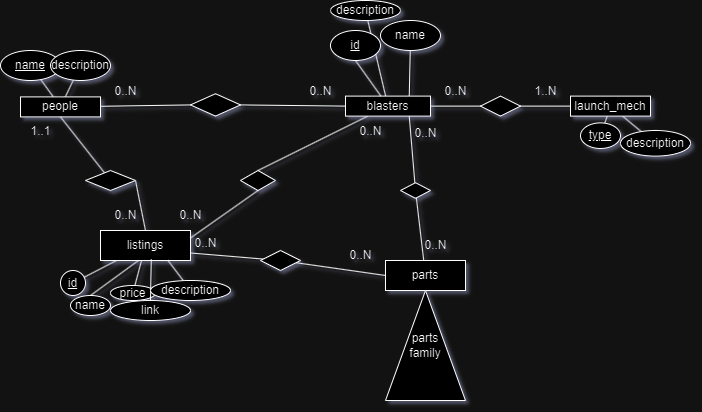 description
id
name
name
description
people
0..N
0..N
blasters
0..N
1..N
launch_mech
type
description
1..1
0..N
0..N
0..N
0..N
listings
0..N
0..N
0..N
parts
id
name
price
link
description
parts
family